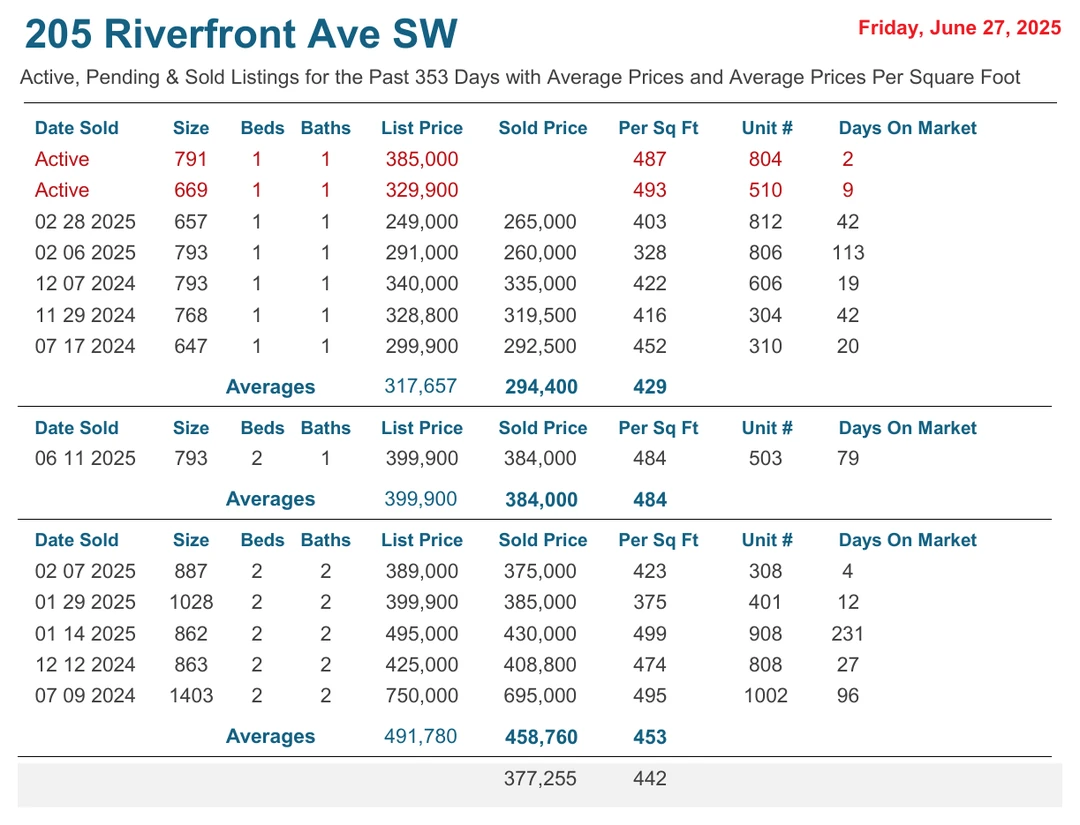 205 Riverfront Ave SW Friday, June 27, 2025
Active, Pending & Sold Listings for the Past 353 Days with Average Prices and Average Prices Per Square Foot
Date Sold Size Beds Baths List Price Sold Price Per Sq Ft Unit # Days On Market
Active 791 1 1 385,000 487 804 2
Active 669 1 1 329,900 493 510 9
02 28 2025 657 1 1 249,000 265,000 403 812 42
02 06 2025 793 1 1 291,000 260,000 328 806 113
12 07 2024 793 1 1 340,000 335,000 422 606 19
11 29 2024 768 1 1 328,800 319,500 416 304 42
07 17 2024 647 1 1 299,900 292,500 452 310 20
Averages 317,657 294,400 429
Date Sold Size Beds Baths List Price Sold Price Per Sq Ft Unit # Days On Market
06 11 2025 793 2 1 399,900 384,000 484 503 79
Averages 399,900 384,000 484
Date Sold Size Beds Baths List Price Sold Price Per Sq Ft Unit # Days On Market
02 07 2025 887 2 2 389,000 375,000 423 308 4
01 29 2025 1028 2 2 399,900 385,000 375 401 12
01 14 2025 862 2 2 495,000 430,000 499 908 231
12 12 2024 863 2 2 425,000 408,800 474 808 27
07 09 2024 1403 2 2 750,000 695,000 495 1002 96
Averages 491,780 458,760 453
377,255 442